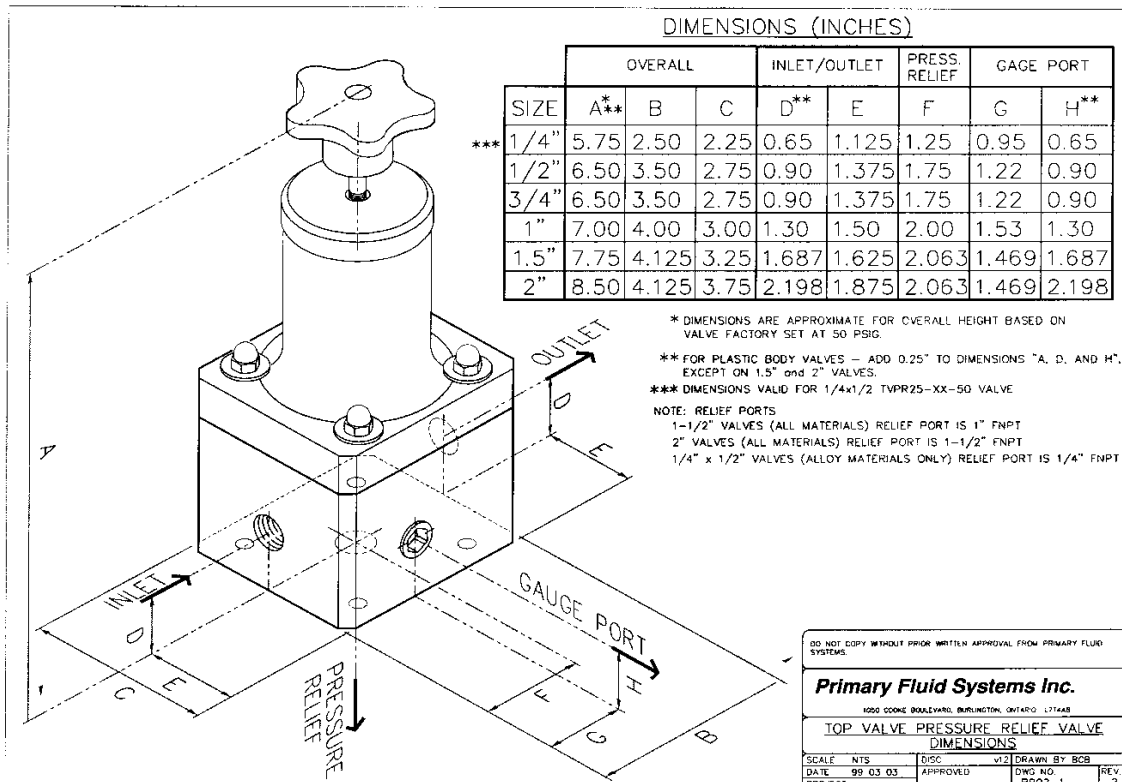 DIMENSIONS (INCHES)
OVERALL INLET/OUTLET PRESS. RELIEF GAGE PORT
SIZE A*** B C D** E F G H**
*** 1/4" 5.75 2.50 2.25 0.65 1.125 1.25 0.95 0.65
1/2" 6.50 3.50 2.75 0.90 1.375 1.75 1.22 0.90
3/4" 6.50 3.50 2.75 0.90 1.375 1.75 1.22 0.90
1" 7.00 4.00 3.00 1.30 1.50 2.00 1.53 1.30
1.5" 7.75 4.125 3.25 1.687 1.625 2.063 1.469 1.687
2" 8.50 4.125 3.75 2.198 1.875 2.063 1.469 2.198
* DIMENSIONS ARE APPROXIMATE FOR OVERALL HEIGHT BASED ON
VALVE FACTORY SET AT 50 PSIG.
** FOR PLASTIC BODY VALVES – ADD 0.25" TO DIMENSIONS "A, D, AND H",
EXCEPT ON 1.5" and 2" VALVES.
*** DIMENSIONS VALID FOR 1/4x1/2 TVPR25-XX-50 VALVE
NOTE: RELIEF PORTS
1-1/2" VALVES (ALL MATERIALS) RELIEF PORT IS 1" FNPT
2" VALVES (ALL MATERIALS) RELIEF PORT IS 1-1/2" FNPT
1/4" x 1/2" VALVES (ALLOY MATERIALS ONLY) RELIEF PORT IS 1/4" FNPT
OUTLET
D
E
A
INLET
D
E
C
PRESSURE
RELIEF
GAUGE PORT
H
F
G
B
DO NOT COPY WITHOUT PRIOR WRITTEN APPROVAL FROM PRIMARY FLUID
SYSTEMS.
Primary Fluid Systems Inc.
1050 COOKE BOULEVARD, BURLINGTON, ONTARIO L7T4A8
TOP VALVE PRESSURE RELIEF VALVE
DIMENSIONS
SCALE NTS DISC v12 DRAWN BY BCB
DATE 99 03 03 APPROVED DWG NO. REV.